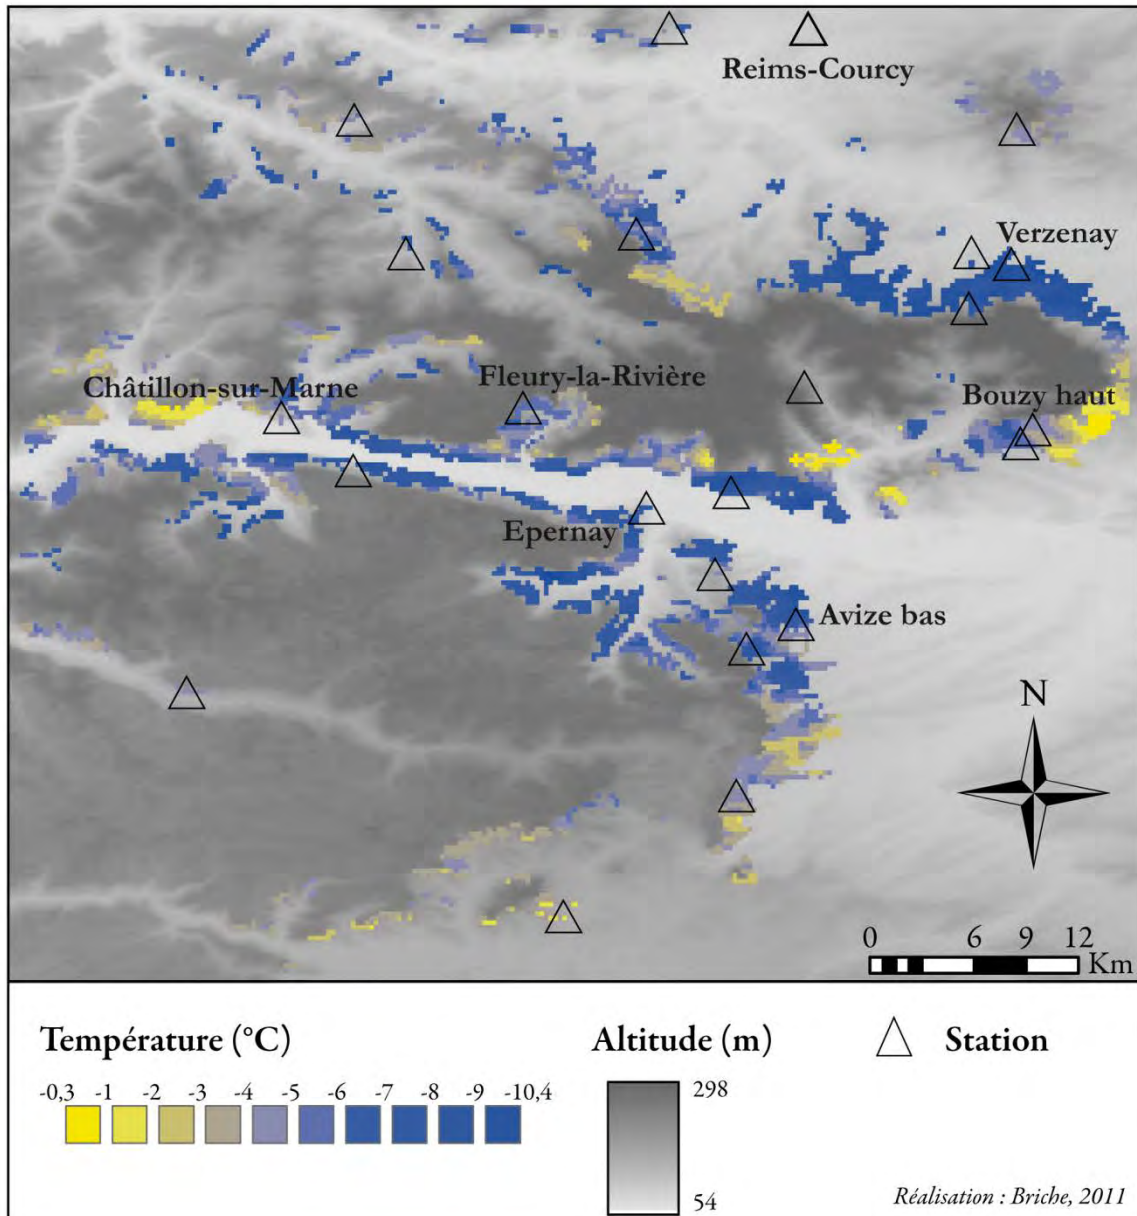 Reims-Courcy
Verzenay
Châtillon-sur-Marne
Fleury-la-Rivière
Bouzy haut
Epernay
Avize bas
N
0 6 9 12
Km
Température (°C)
-0,3 -1 -2 -3 -4 -5 -6 -7 -8 -9 -10,4
Altitude (m)
298
54
Station
Réalisation : Briche, 2011